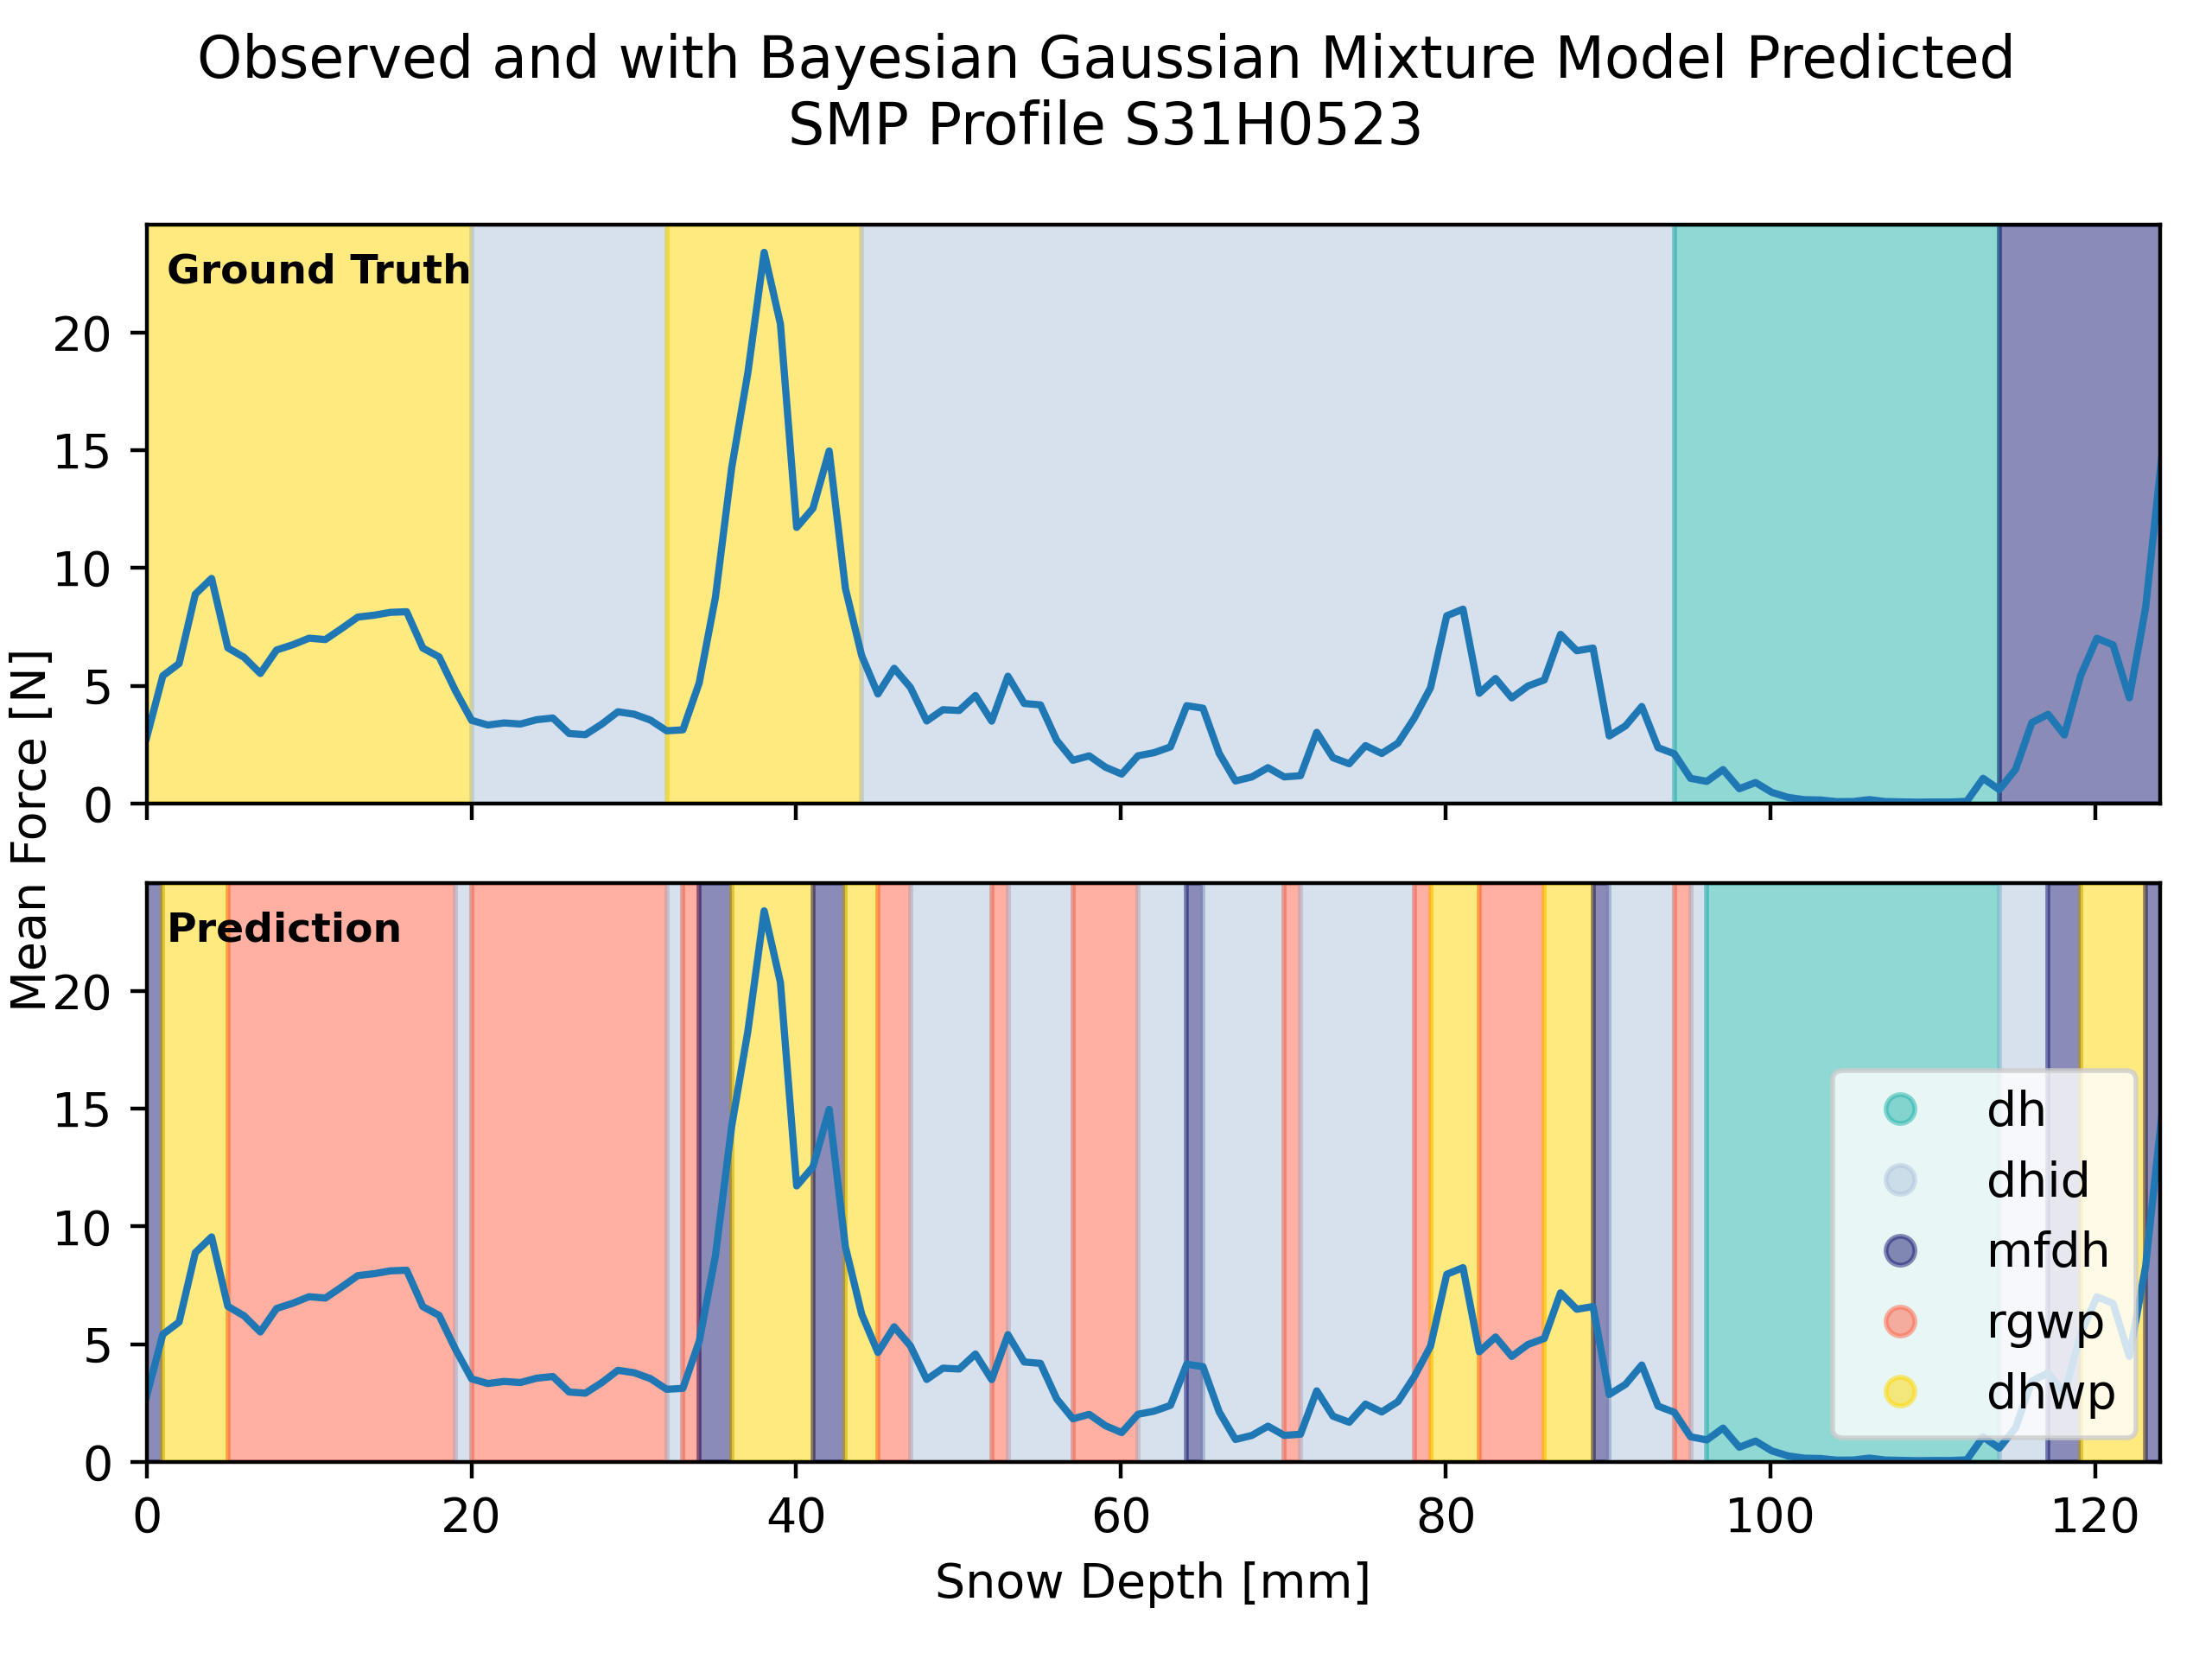 Observed and with Bayesian Gaussian Mixture Model Predicted
SMP Profile S31H0523
Ground Truth
20
15
10
5
0
Mean Force [N]
Prediction
20
15
10
5
0
dh
dhid
mfdh
rgwp
dhwp
0 20 40 60 80 100 120
Snow Depth [mm]